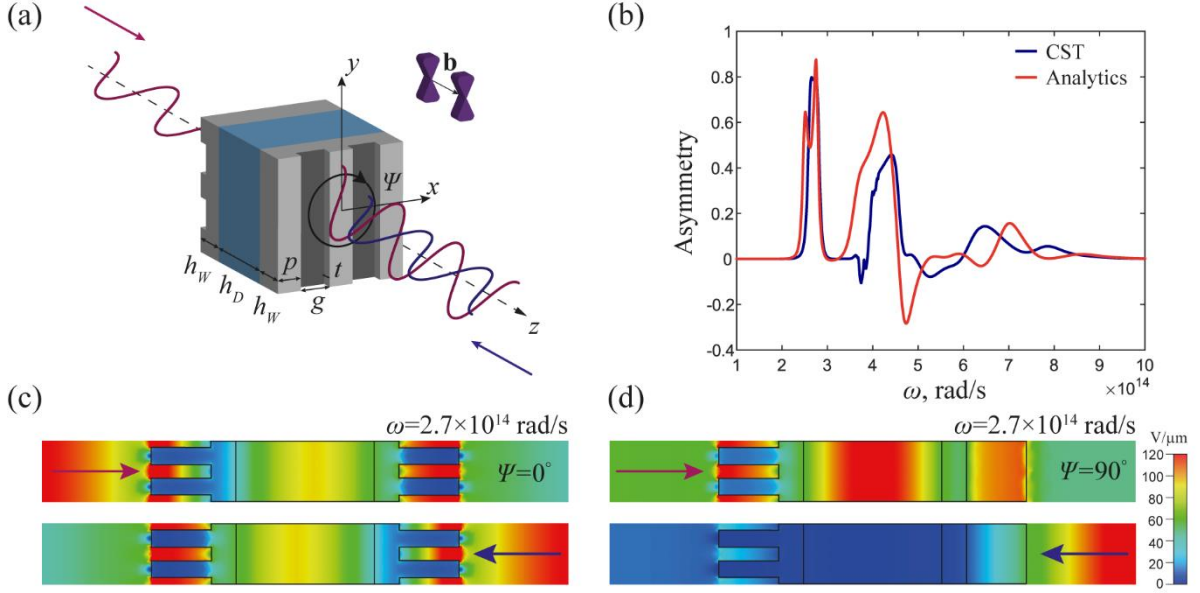 (a)
b
y
Ψ
x
h_W h_D h_W p t
g
z
(b)
1
0.8
0.6
0.4
0.2
0
-0.2
-0.4
Asymmetry
CST
Analytics
1 2 3 4 5 6 7 8 9 10
ω, rad/s
×10^14
(c)
ω=2.7×10^14 rad/s
Ψ=0°
(d)
ω=2.7×10^14 rad/s
Ψ=90°
V/μm
120
100
80
60
40
20
0